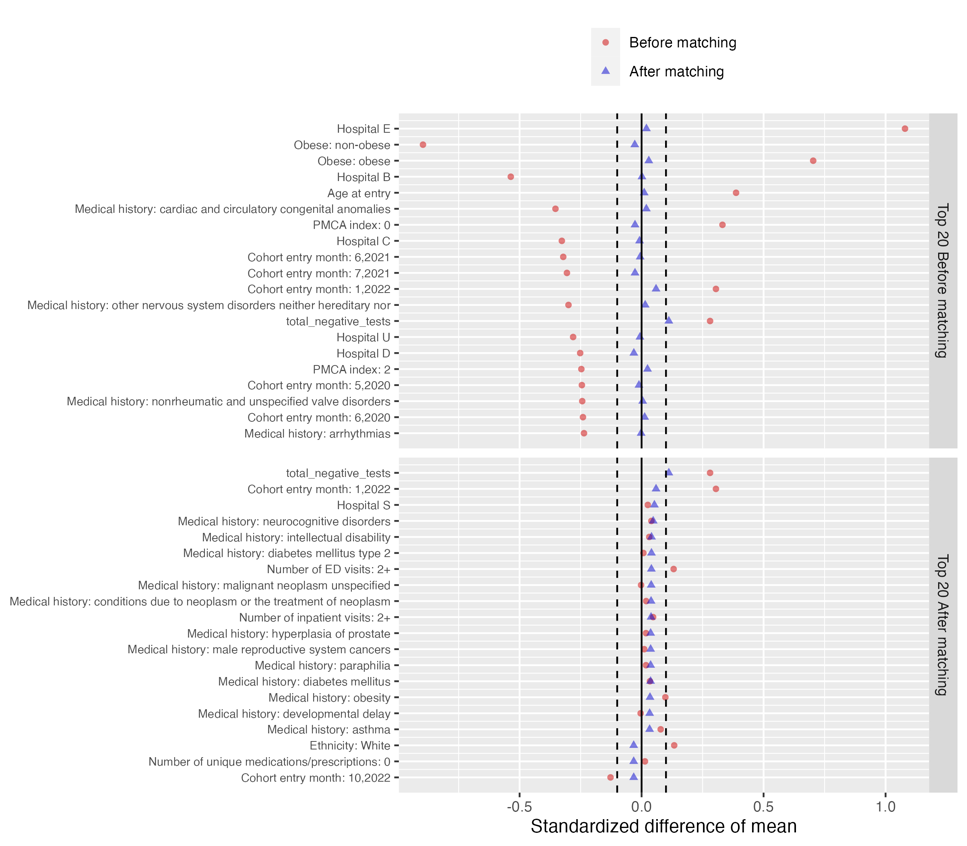 Before matching
After matching
Hospital E
Obese: non-obese
Obese: obese
Hospital B
Age at entry
Medical history: cardiac and circulatory congenital anomalies
PMCA index: 0
Hospital C
Cohort entry month: 6,2021
Cohort entry month: 7,2021
Cohort entry month: 1,2022
Medical history: other nervous system disorders neither hereditary nor
total_negative_tests
Hospital U
Hospital D
PMCA index: 2
Cohort entry month: 5,2020
Medical history: nonrheumatic and unspecified valve disorders
Cohort entry month: 6,2020
Medical history: arrhythmias
Top 20 Before matching
total_negative_tests
Cohort entry month: 1,2022
Hospital S
Medical history: neurocognitive disorders
Medical history: intellectual disability
Medical history: diabetes mellitus type 2
Number of ED visits: 2+
Medical history: malignant neoplasm unspecified
Medical history: conditions due to neoplasm or the treatment of neoplasm
Number of inpatient visits: 2+
Medical history: hyperplasia of prostate
Medical history: male reproductive system cancers
Medical history: paraphilia
Medical history: diabetes mellitus
Medical history: obesity
Medical history: developmental delay
Medical history: asthma
Ethnicity: White
Number of unique medications/prescriptions: 0
Cohort entry month: 10,2022
Top 20 After matching
-0.5 0.0 0.5 1.0
Standardized difference of mean